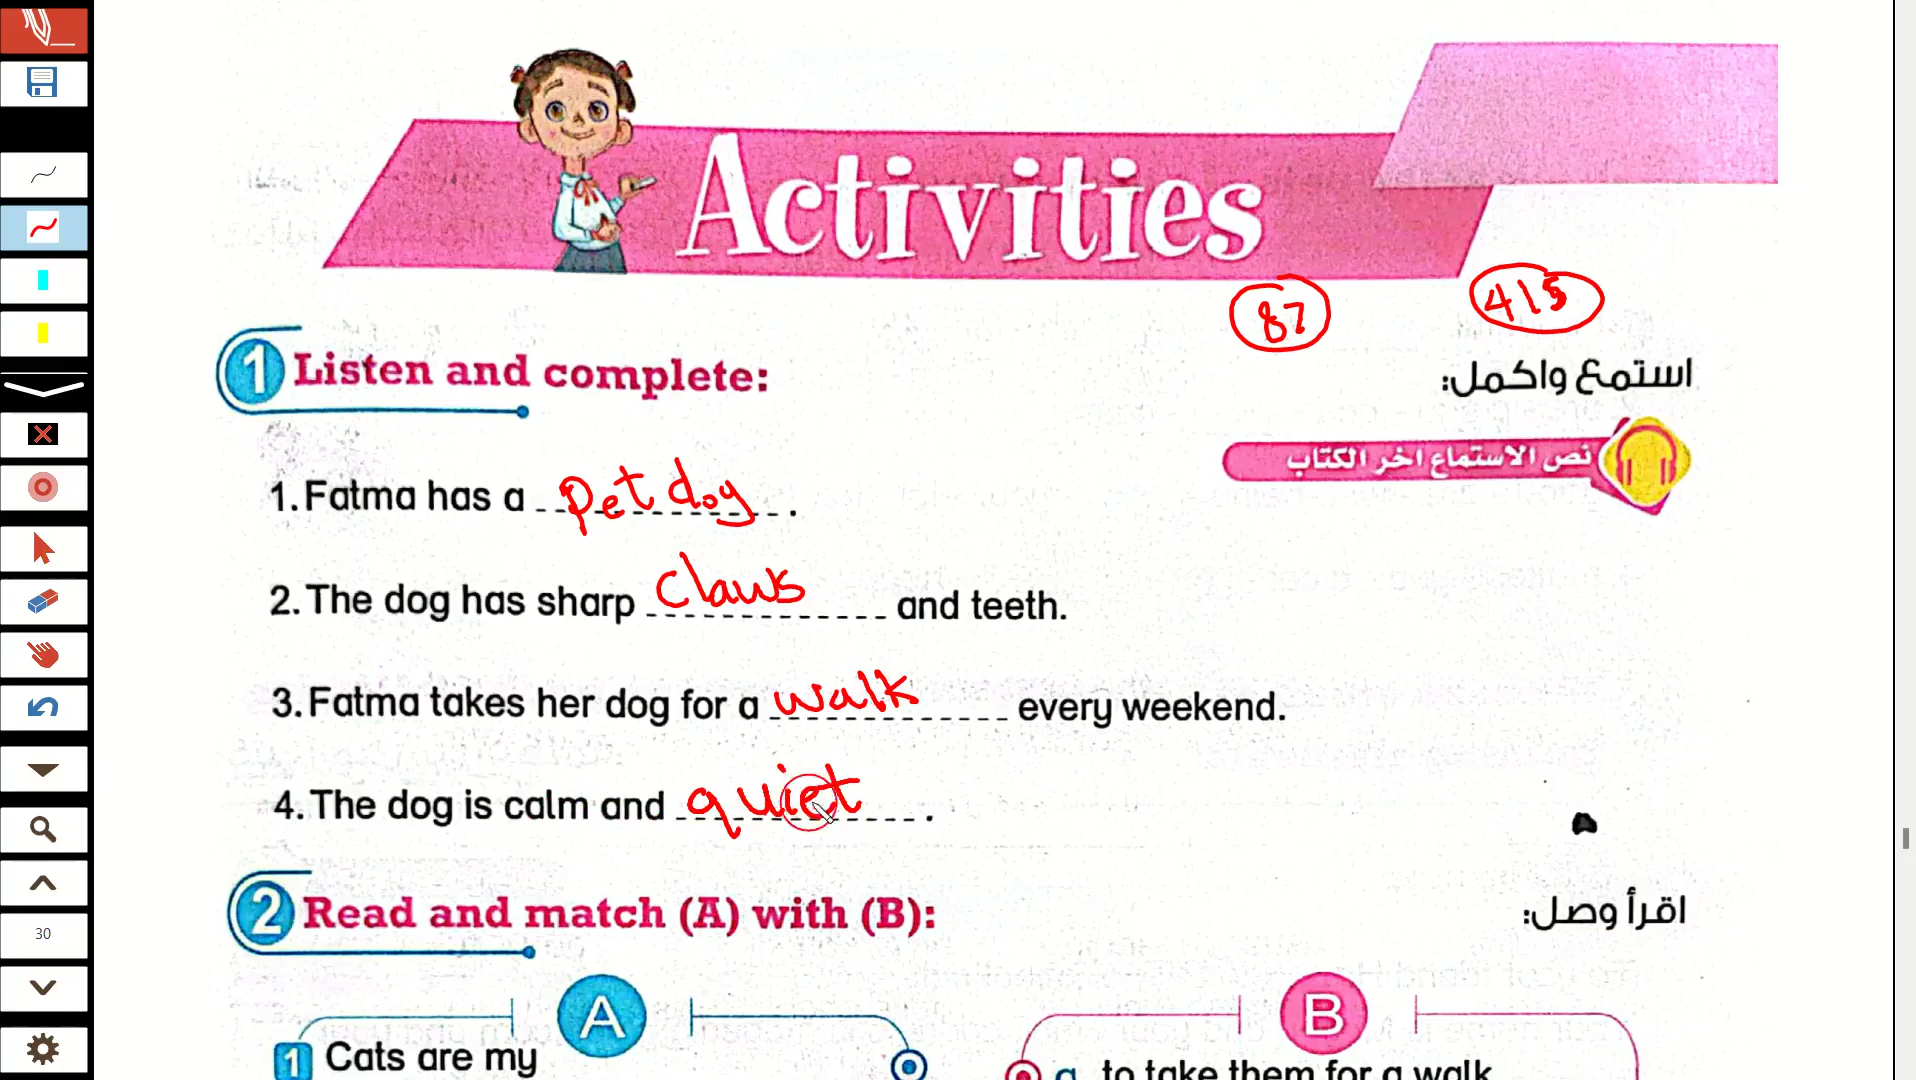 Activities
87
415
1 Listen and complete:
استمع واكمل:
نص الاستماع اخر الكتاب
1. Fatma has a pet dog.
2. The dog has sharp claws and teeth.
3. Fatma takes her dog for a walk every weekend.
4. The dog is calm and quiet.
2 Read and match (A) with (B):
اقرأ وصل:
A
B
1 Cats are my
a to take them for a walk
30